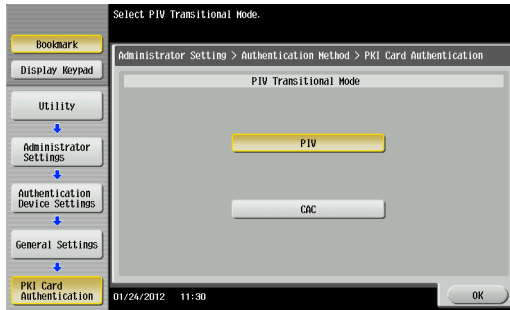 Select PIV Transitional Mode.
Bookmark
Display Keypad
Utility
Administrator
Settings
Authentication
Device Settings
General Settings
PKI Card
Authentication
Administrator Setting > Authentication Method > PKI Card Authentication
PIV Transitional Mode
PIV
CAC
01/24/2012 11:30
OK